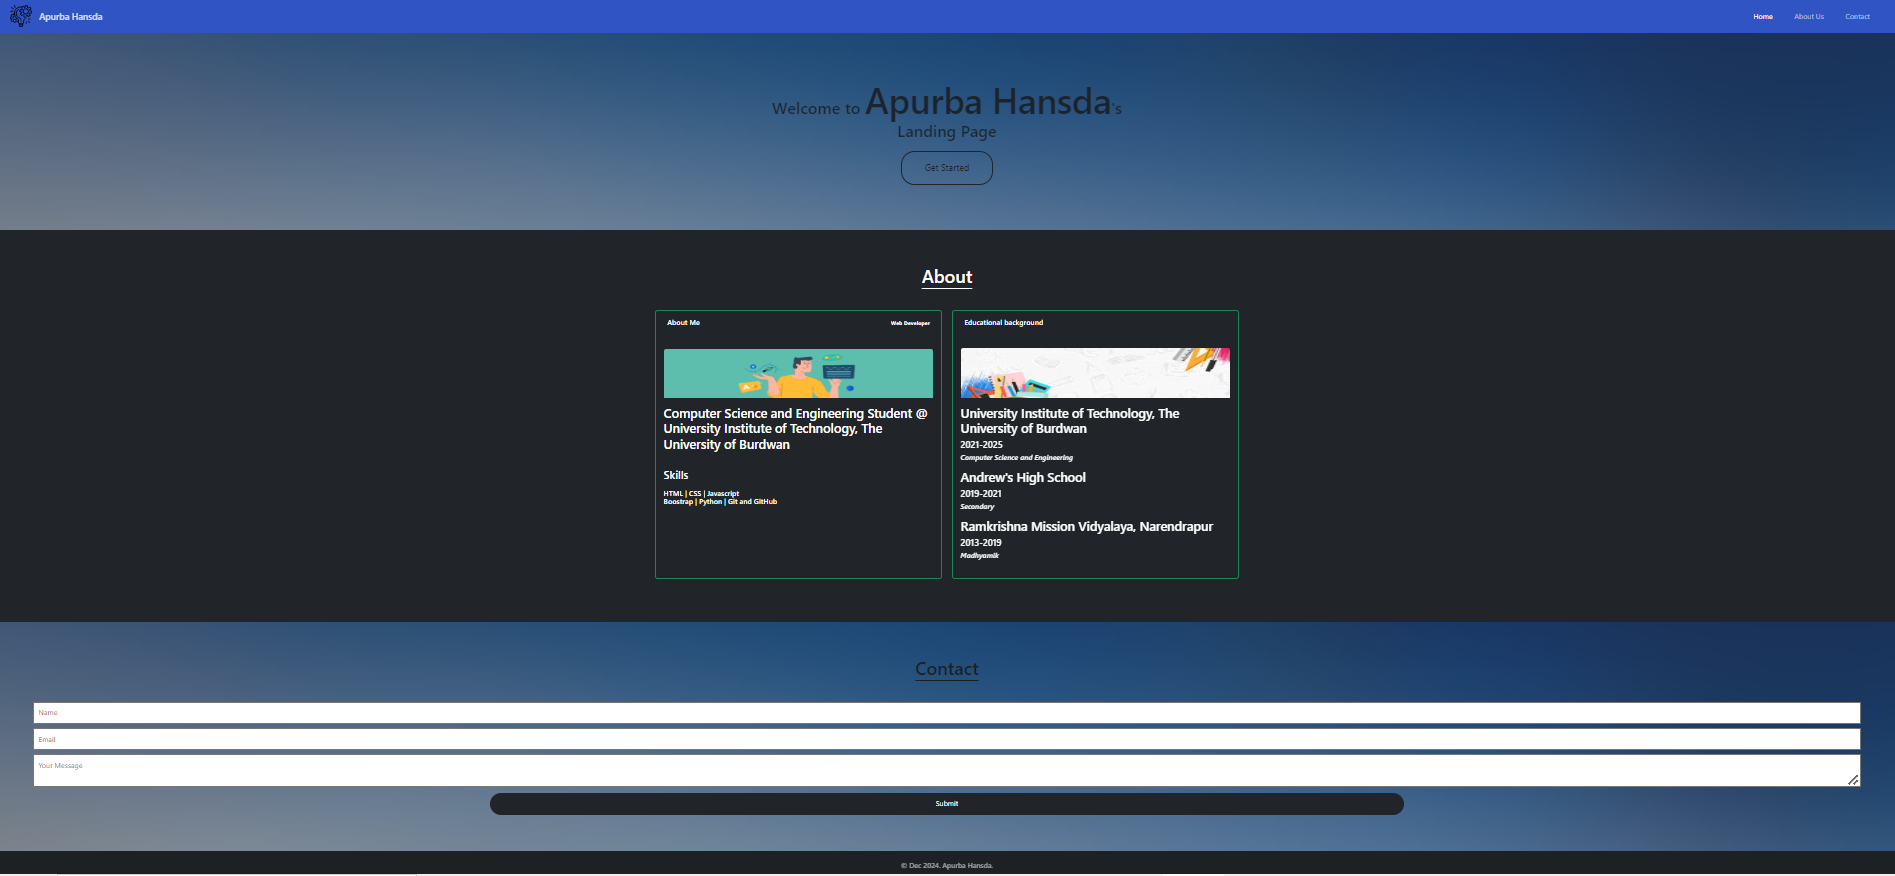 Apurba Hansda
Home About Us Contact
Welcome to Apurba Hansda's
Landing Page
Get Started
About
About Me Web Developer
Computer Science and Engineering Student @
University Institute of Technology, The
University of Burdwan
Skills
HTML | CSS | Javascript
Boostrap | Python | Git and GitHub
Educational background
University Institute of Technology, The
University of Burdwan
2021-2025
Computer Science and Engineering
Andrew's High School
2019-2021
Secondary
Ramkrishna Mission Vidyalaya, Narendrapur
2013-2019
Madhyamik
Contact
Name
Email
Your Message
Submit
© Dec 2024. Apurba Hansda.